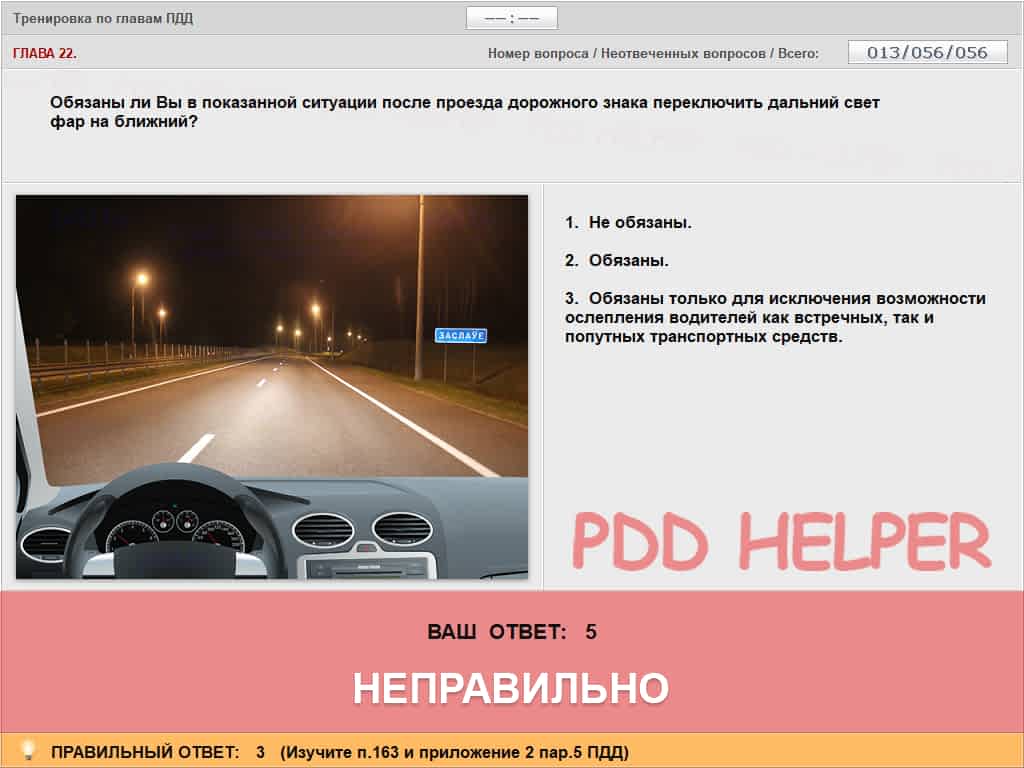 Тренировка по главам ПДД
—— : ——
ГЛАВА 22.
Номер вопроса / Неотвеченных вопросов / Всего:
013/056/056
Обязаны ли Вы в показанной ситуации после проезда дорожного знака переключить дальний свет
фар на ближний?
ЗАСЛАЎЕ
1. Не обязаны.
2. Обязаны.
3. Обязаны только для исключения возможности
ослепления водителей как встречных, так и
попутных транспортных средств.
PDD HELPER
ВАШ ОТВЕТ: 5
НЕПРАВИЛЬНО
ПРАВИЛЬНЫЙ ОТВЕТ: 3 (Изучите п.163 и приложение 2 пар.5 ПДД)